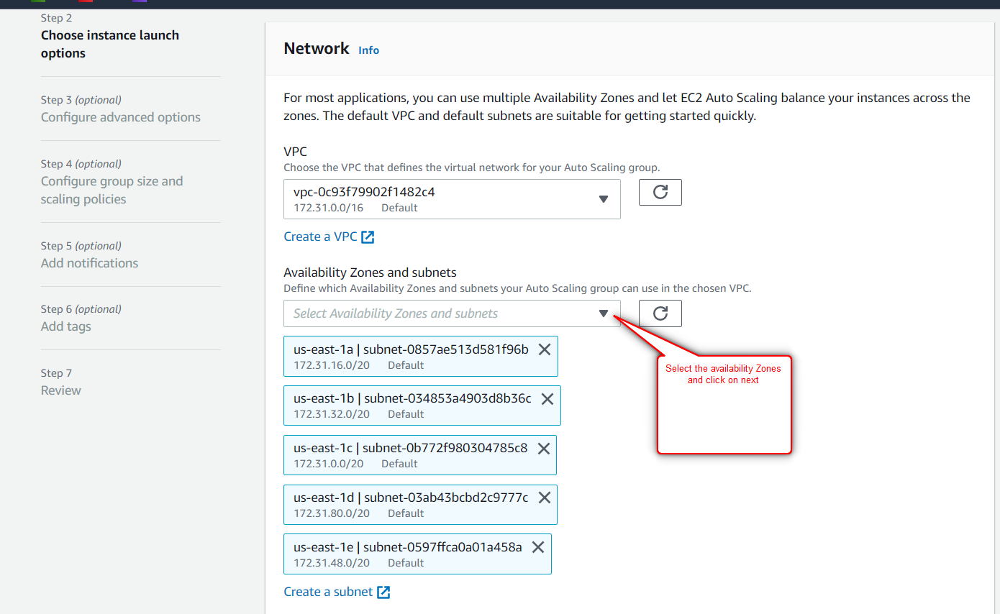 Step 2
Choose instance launch
options
Step 3 (optional)
Configure advanced options
Step 4 (optional)
Configure group size and
scaling policies
Step 5 (optional)
Add notifications
Step 6 (optional)
Add tags
Step 7
Review
Network Info
For most applications, you can use multiple Availability Zones and let EC2 Auto Scaling balance your instances across the
zones. The default VPC and default subnets are suitable for getting started quickly.
VPC
Choose the VPC that defines the virtual network for your Auto Scaling group.
vpc-0c93f79902f1482c4
172.31.0.0/16 Default
Create a VPC
Availability Zones and subnets
Define which Availability Zones and subnets your Auto Scaling group can use in the chosen VPC.
Select Availability Zones and subnets
us-east-1a | subnet-0857ae513d581f96b
172.31.16.0/20 Default
us-east-1b | subnet-034853a4903d8b36c
172.31.32.0/20 Default
us-east-1c | subnet-0b772f980304785c8
172.31.0.0/20 Default
us-east-1d | subnet-03ab43bcbd2c9777c
172.31.80.0/20 Default
us-east-1e | subnet-0597ffca0a01a458a
172.31.48.0/20 Default
Create a subnet
Select the availability Zones
and click on next